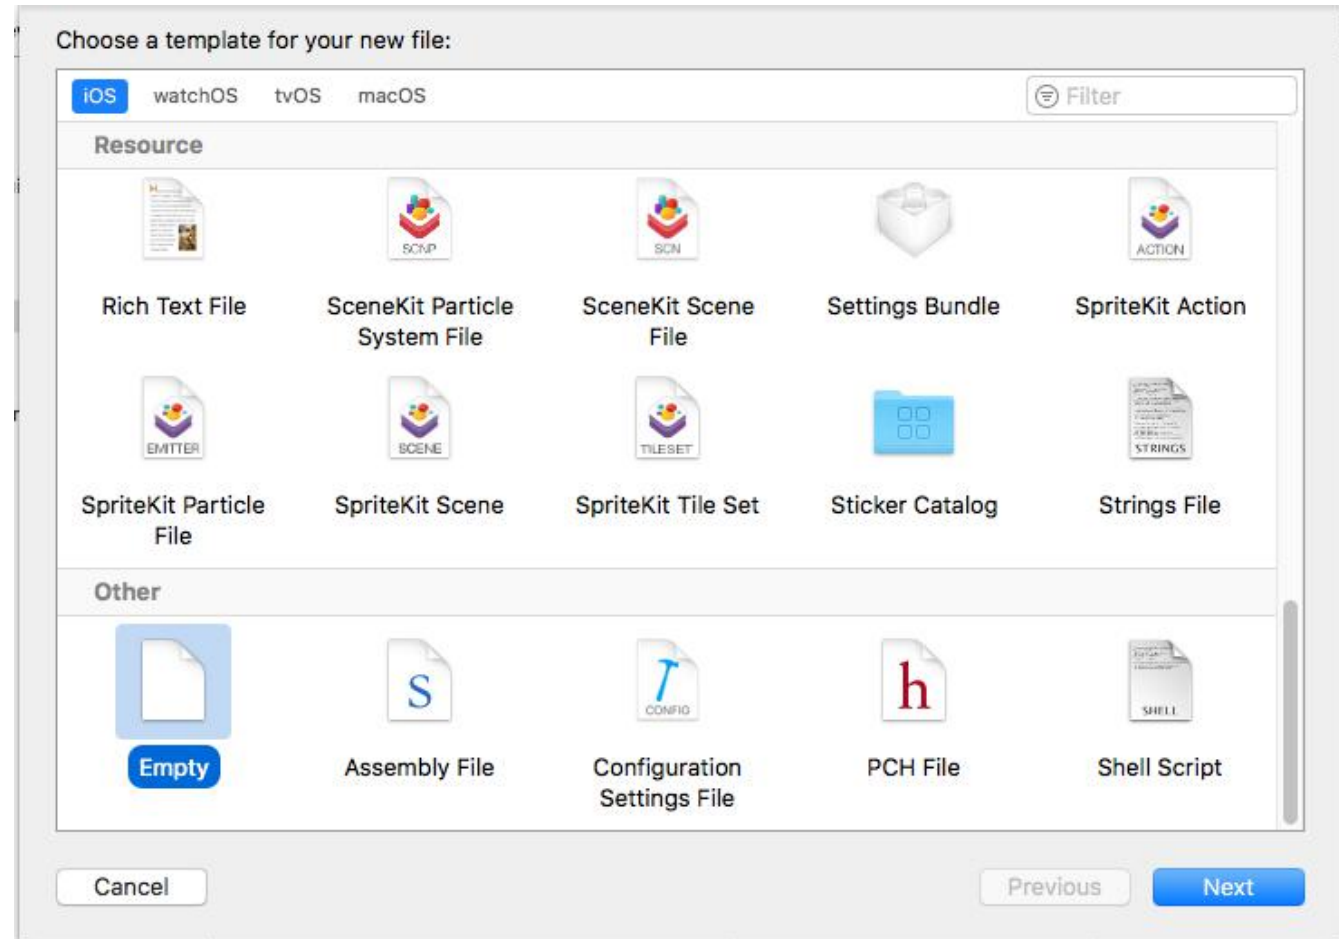 Choose a template for your new file:
iOS watchOS tvOS macOS Filter
Resource
SCNP SCN ACTION
Rich Text File SceneKit Particle System File SceneKit Scene File Settings Bundle SpriteKit Action
EMITTER SCENE TILESET STRINGS
SpriteKit Particle File SpriteKit Scene SpriteKit Tile Set Sticker Catalog Strings File
Other
S CONFIG h SHELL
Empty Assembly File Configuration Settings File PCH File Shell Script
Cancel Previous Next